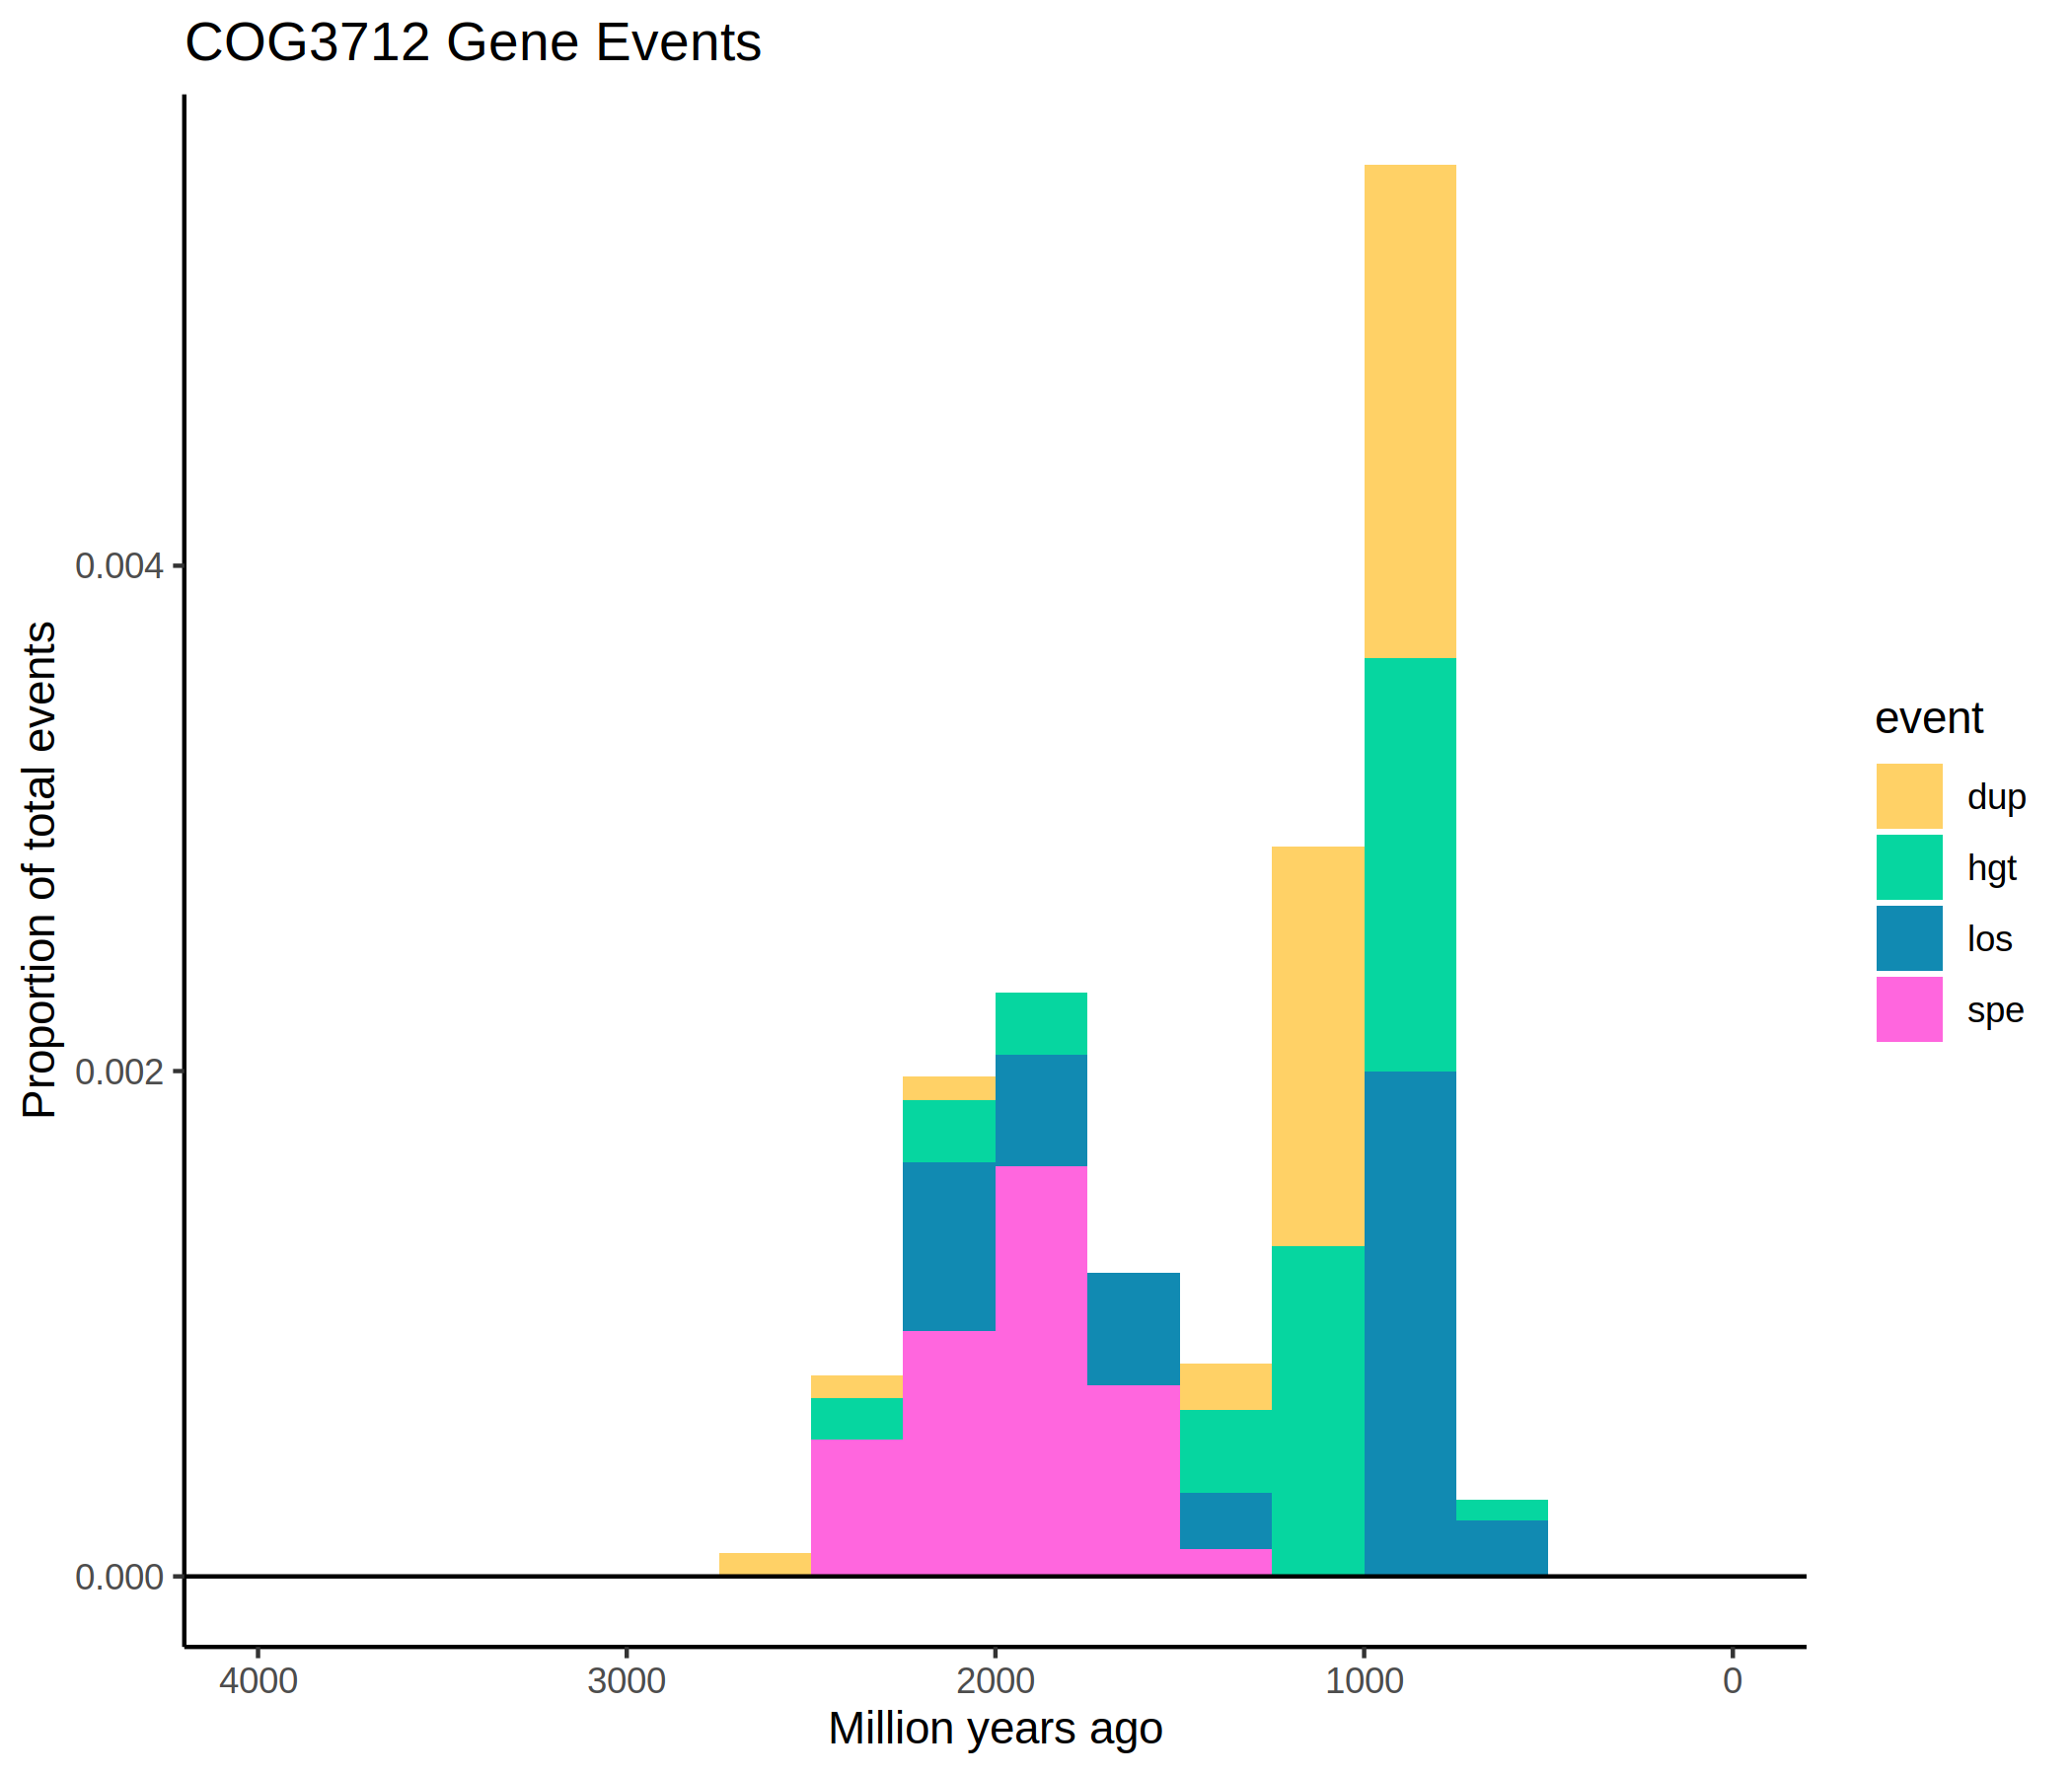 COG3712 Gene Events
Proportion of total events
0.004
0.002
0.000
4000 3000 2000 1000 0
Million years ago
event
dup
hgt
los
spe